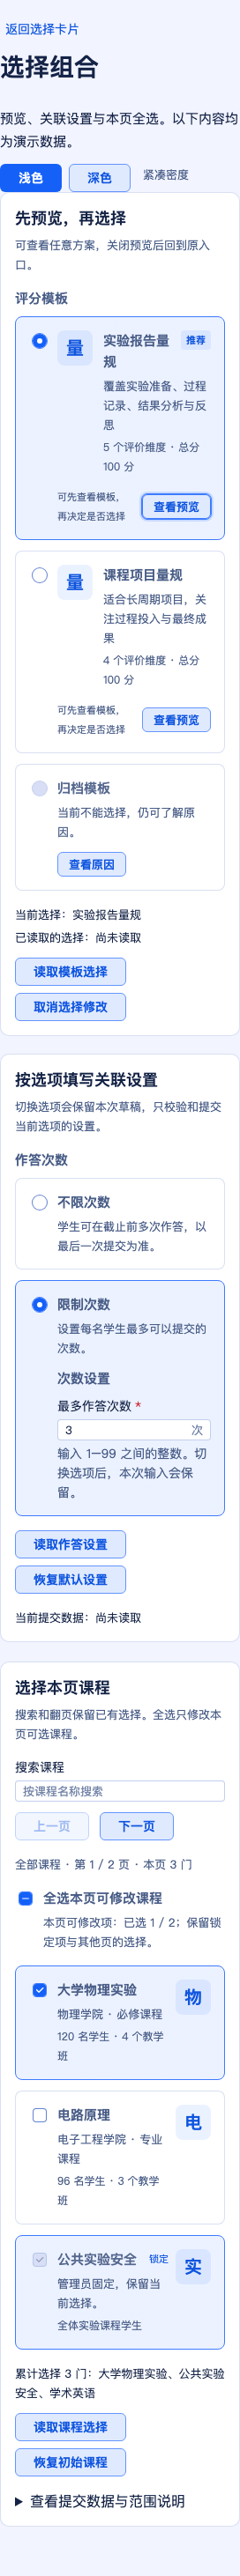 返回选择卡片
选择组合
预览、关联设置与本页全选。以下内容均
为演示数据。
浅色
深色
紧凑密度
先预览，再选择
可查看任意方案，关闭预览后回到原入
口。
评分模板
量
实验报告量
规
推荐
覆盖实验准备、过程
记录、结果分析与反
思
5 个评价维度 · 总分
100 分
可先查看模板，
再决定是否选择
查看预览
量
课程项目量规
适合长周期项目，关
注过程投入与最终成
果
4 个评价维度 · 总分
100 分
可先查看模板，
再决定是否选择
查看预览
归档模板
当前不能选择，仍可了解原
因。
查看原因
当前选择：实验报告量规
已读取的选择：尚未读取
读取模板选择
取消选择修改
按选项填写关联设置
切换选项会保留本次草稿，只校验和提交
当前选项的设置。
作答次数
不限次数
学生可在截止前多次作答，以
最后一次提交为准。
限制次数
设置每名学生最多可以提交的
次数。
次数设置
最多作答次数 *
3
次
输入 1—99 之间的整数。切
换选项后，本次输入会保
留。
读取作答设置
恢复默认设置
当前提交数据：尚未读取
选择本页课程
搜索和翻页保留已有选择。全选只修改本
页可选课程。
搜索课程
按课程名称搜索
上一页
下一页
全部课程 · 第 1 / 2 页 · 本页 3 门
全选本页可修改课程
本页可修改项：已选 1 / 2；保留锁
定项与其他页的选择。
大学物理实验
物
物理学院 · 必修课程
120 名学生 · 4 个教学
班
电路原理
电
电子工程学院 · 专业
课程
96 名学生 · 3 个教学
班
公共实验安全
锁定
实
管理员固定，保留当
前选择。
全体实验课程学生
累计选择 3 门：大学物理实验、公共实验
安全、学术英语
读取课程选择
恢复初始课程
查看提交数据与范围说明